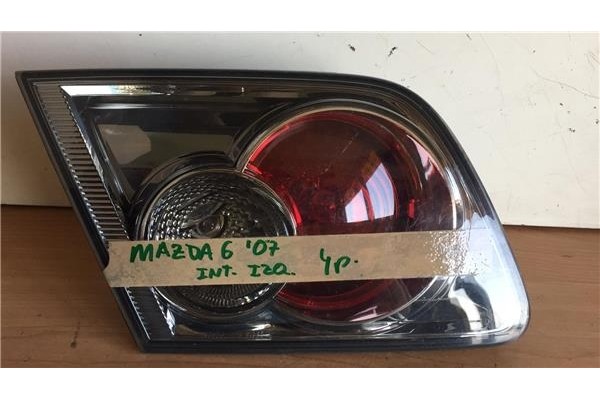 MAZDA 6 '07 4p.
INT. IZQ.